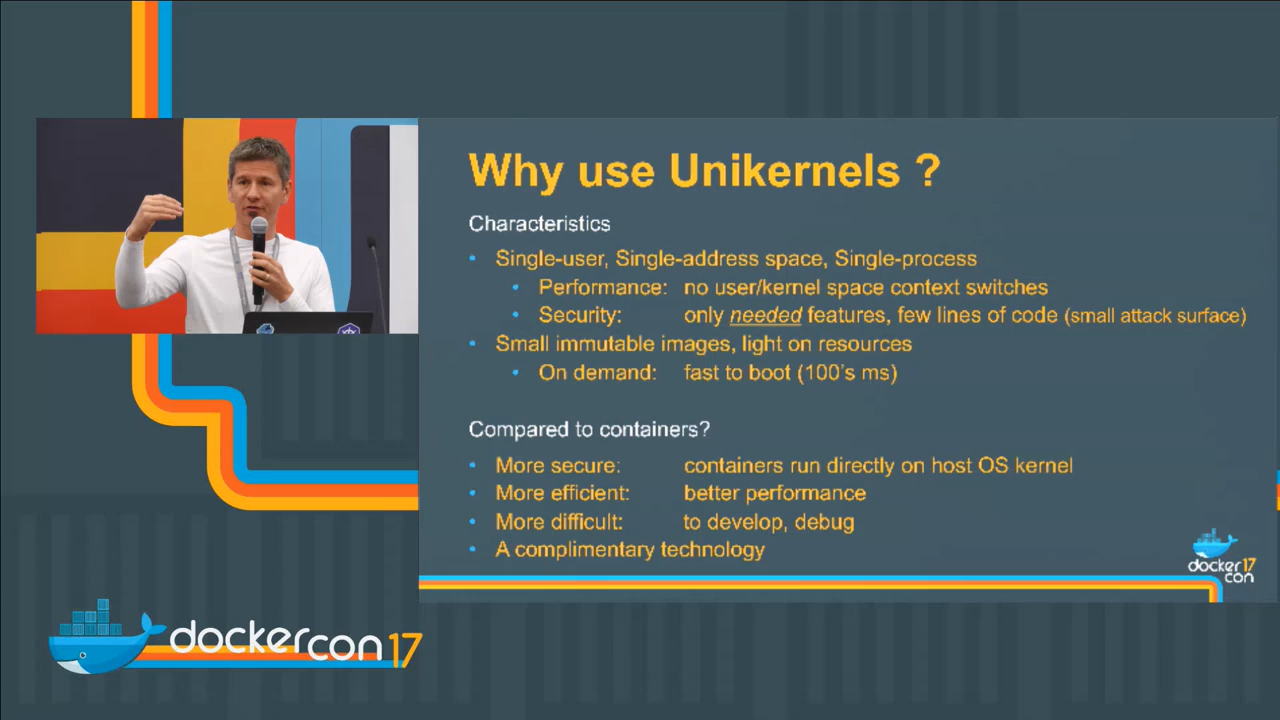 Why use Unikernels ?
Characteristics
• Single-user, Single-address space, Single-process
• Performance: no user/kernel space context switches
• Security: only needed features, few lines of code (small attack surface)
• Small immutable images, light on resources
• On demand: fast to boot (100's ms)
Compared to containers?
• More secure: containers run directly on host OS kernel
• More efficient: better performance
• More difficult: to develop, debug
• A complimentary technology
docker 17
con
dockercon 17